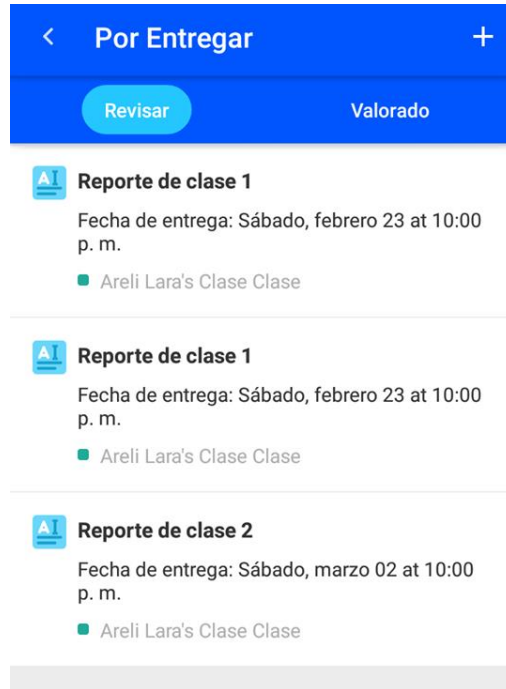 Por Entregar
Revisar
Valorado
AI
Reporte de clase 1
Fecha de entrega: Sábado, febrero 23 at 10:00
p. m.
Areli Lara's Clase Clase
AI
Reporte de clase 1
Fecha de entrega: Sábado, febrero 23 at 10:00
p. m.
Areli Lara's Clase Clase
AI
Reporte de clase 2
Fecha de entrega: Sábado, marzo 02 at 10:00
p. m.
Areli Lara's Clase Clase